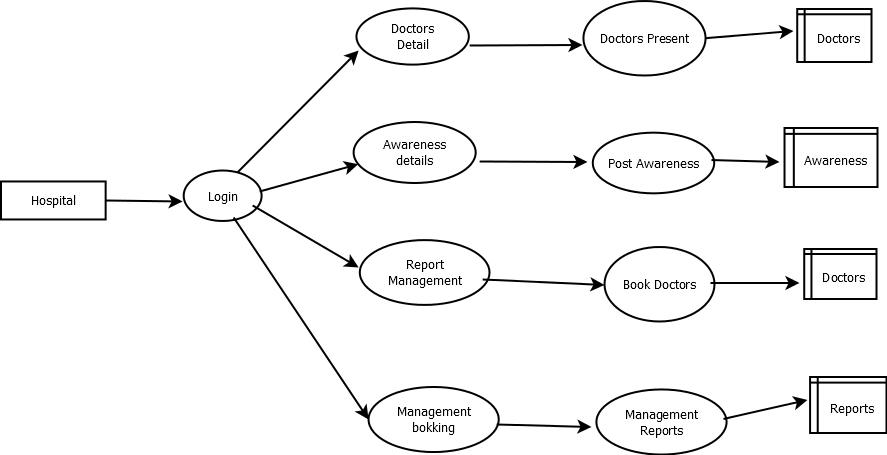 Doctors
Detail
Doctors Present
Doctors
Awareness
details
Post Awareness
Awareness
Hospital
Login
Report
Management
Book Doctors
Doctors
Management
bokking
Management
Reports
Reports